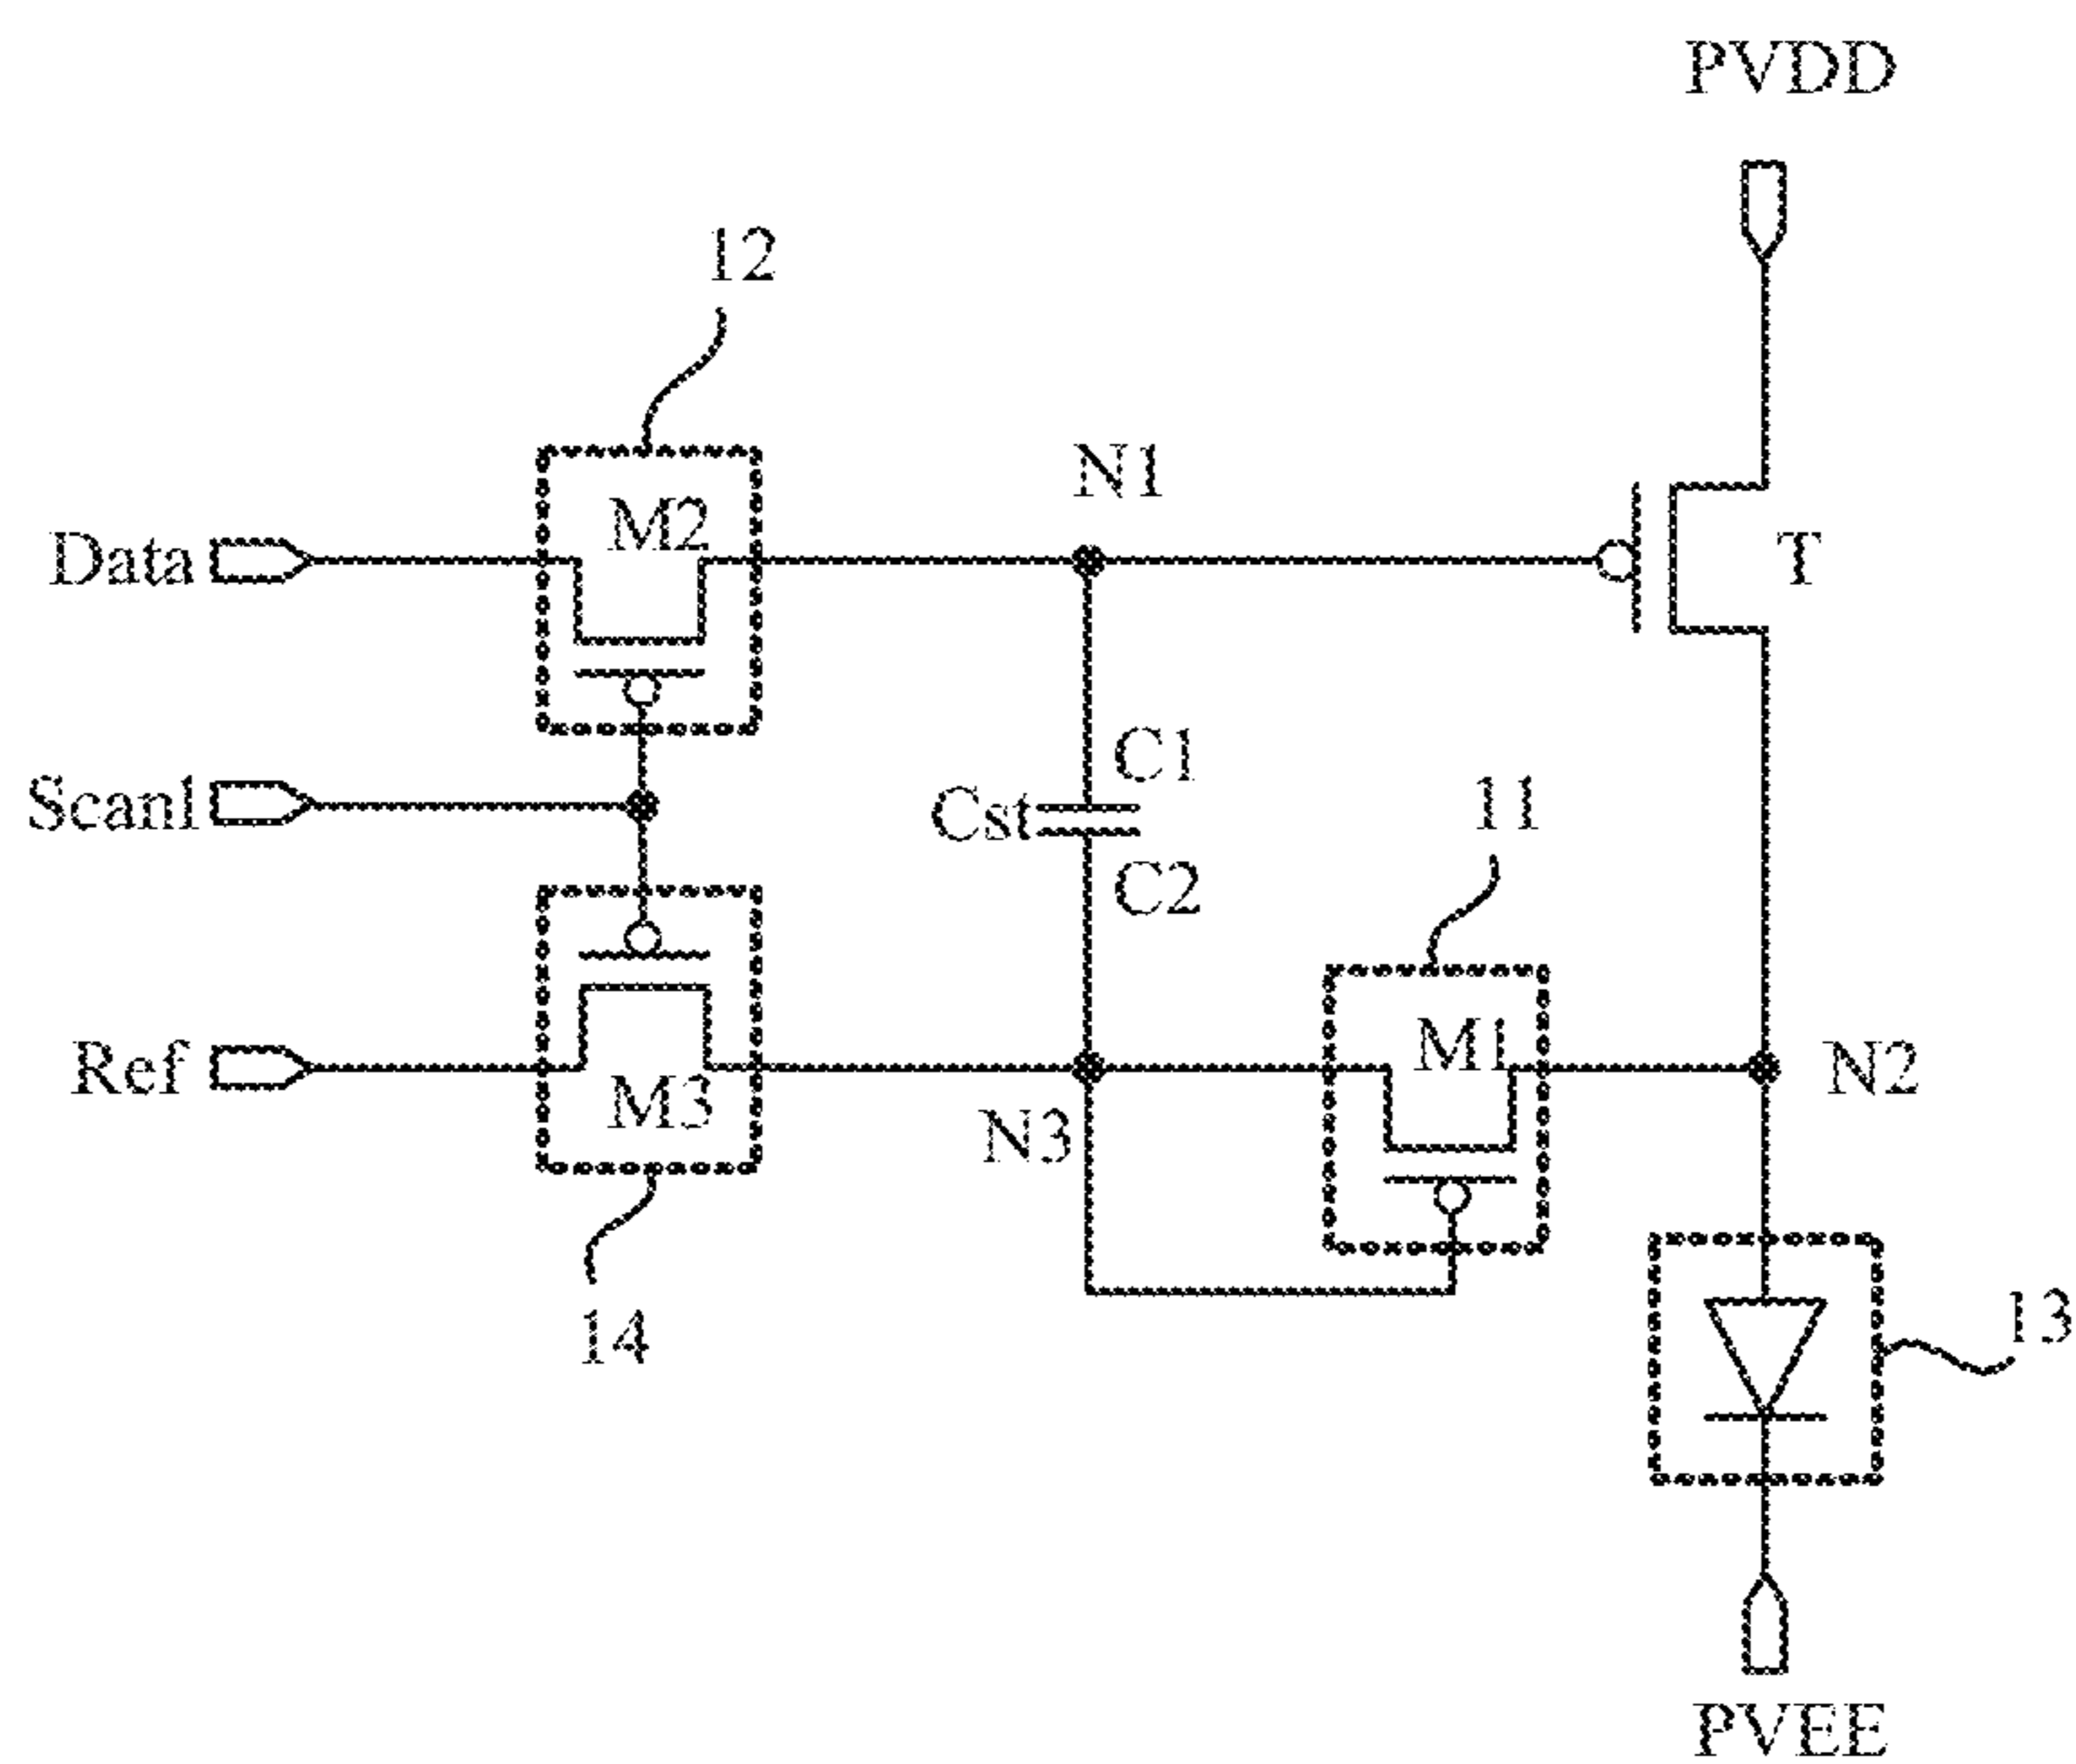 PVDD
12
N1
M2
Data
T
C1
Scan1
Cst
11
C2
M1
Ref
N2
M3
N3
13
14
PVEE